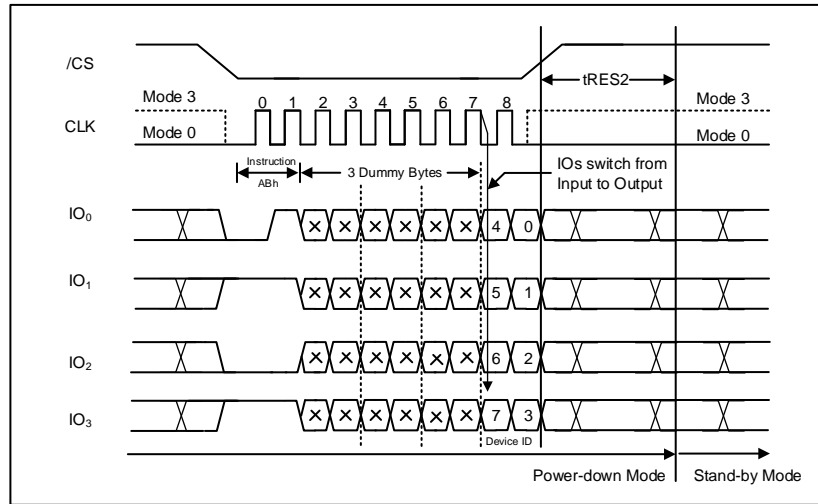 /CS
tRES2
Mode 3
0 1 2 3 4 5 6 7 8
Mode 3
CLK
Mode 0
Mode 0
Instruction
ABh
3 Dummy Bytes
IOs switch from
Input to Output
IO0
× × × × × × 4 0
IO1
× × × × × × 5 1
IO2
× × × × × × 6 2
IO3
× × × × × × 7 3
Device ID
Power-down Mode
Stand-by Mode